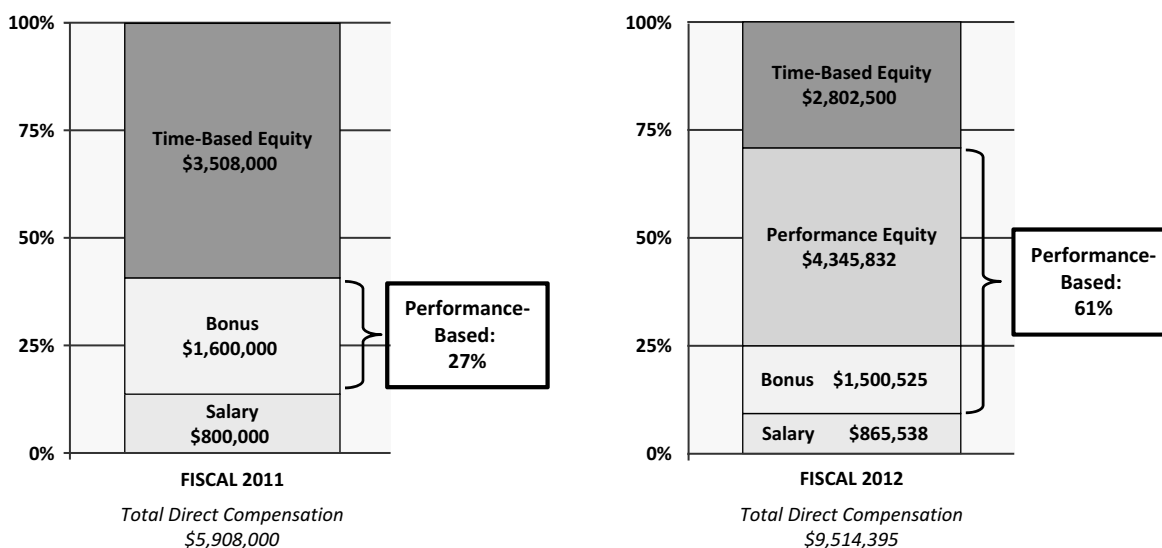 100%
75%
50%
25%
0%
Time-Based Equity
$3,508,000
Bonus
$1,600,000
Salary
$800,000
Performance-
Based:
27%
FISCAL 2011
Total Direct Compensation
$5,908,000
100%
75%
50%
25%
0%
Time-Based Equity
$2,802,500
Performance Equity
$4,345,832
Bonus $1,500,525
Salary $865,538
Performance-
Based:
61%
FISCAL 2012
Total Direct Compensation
$9,514,395